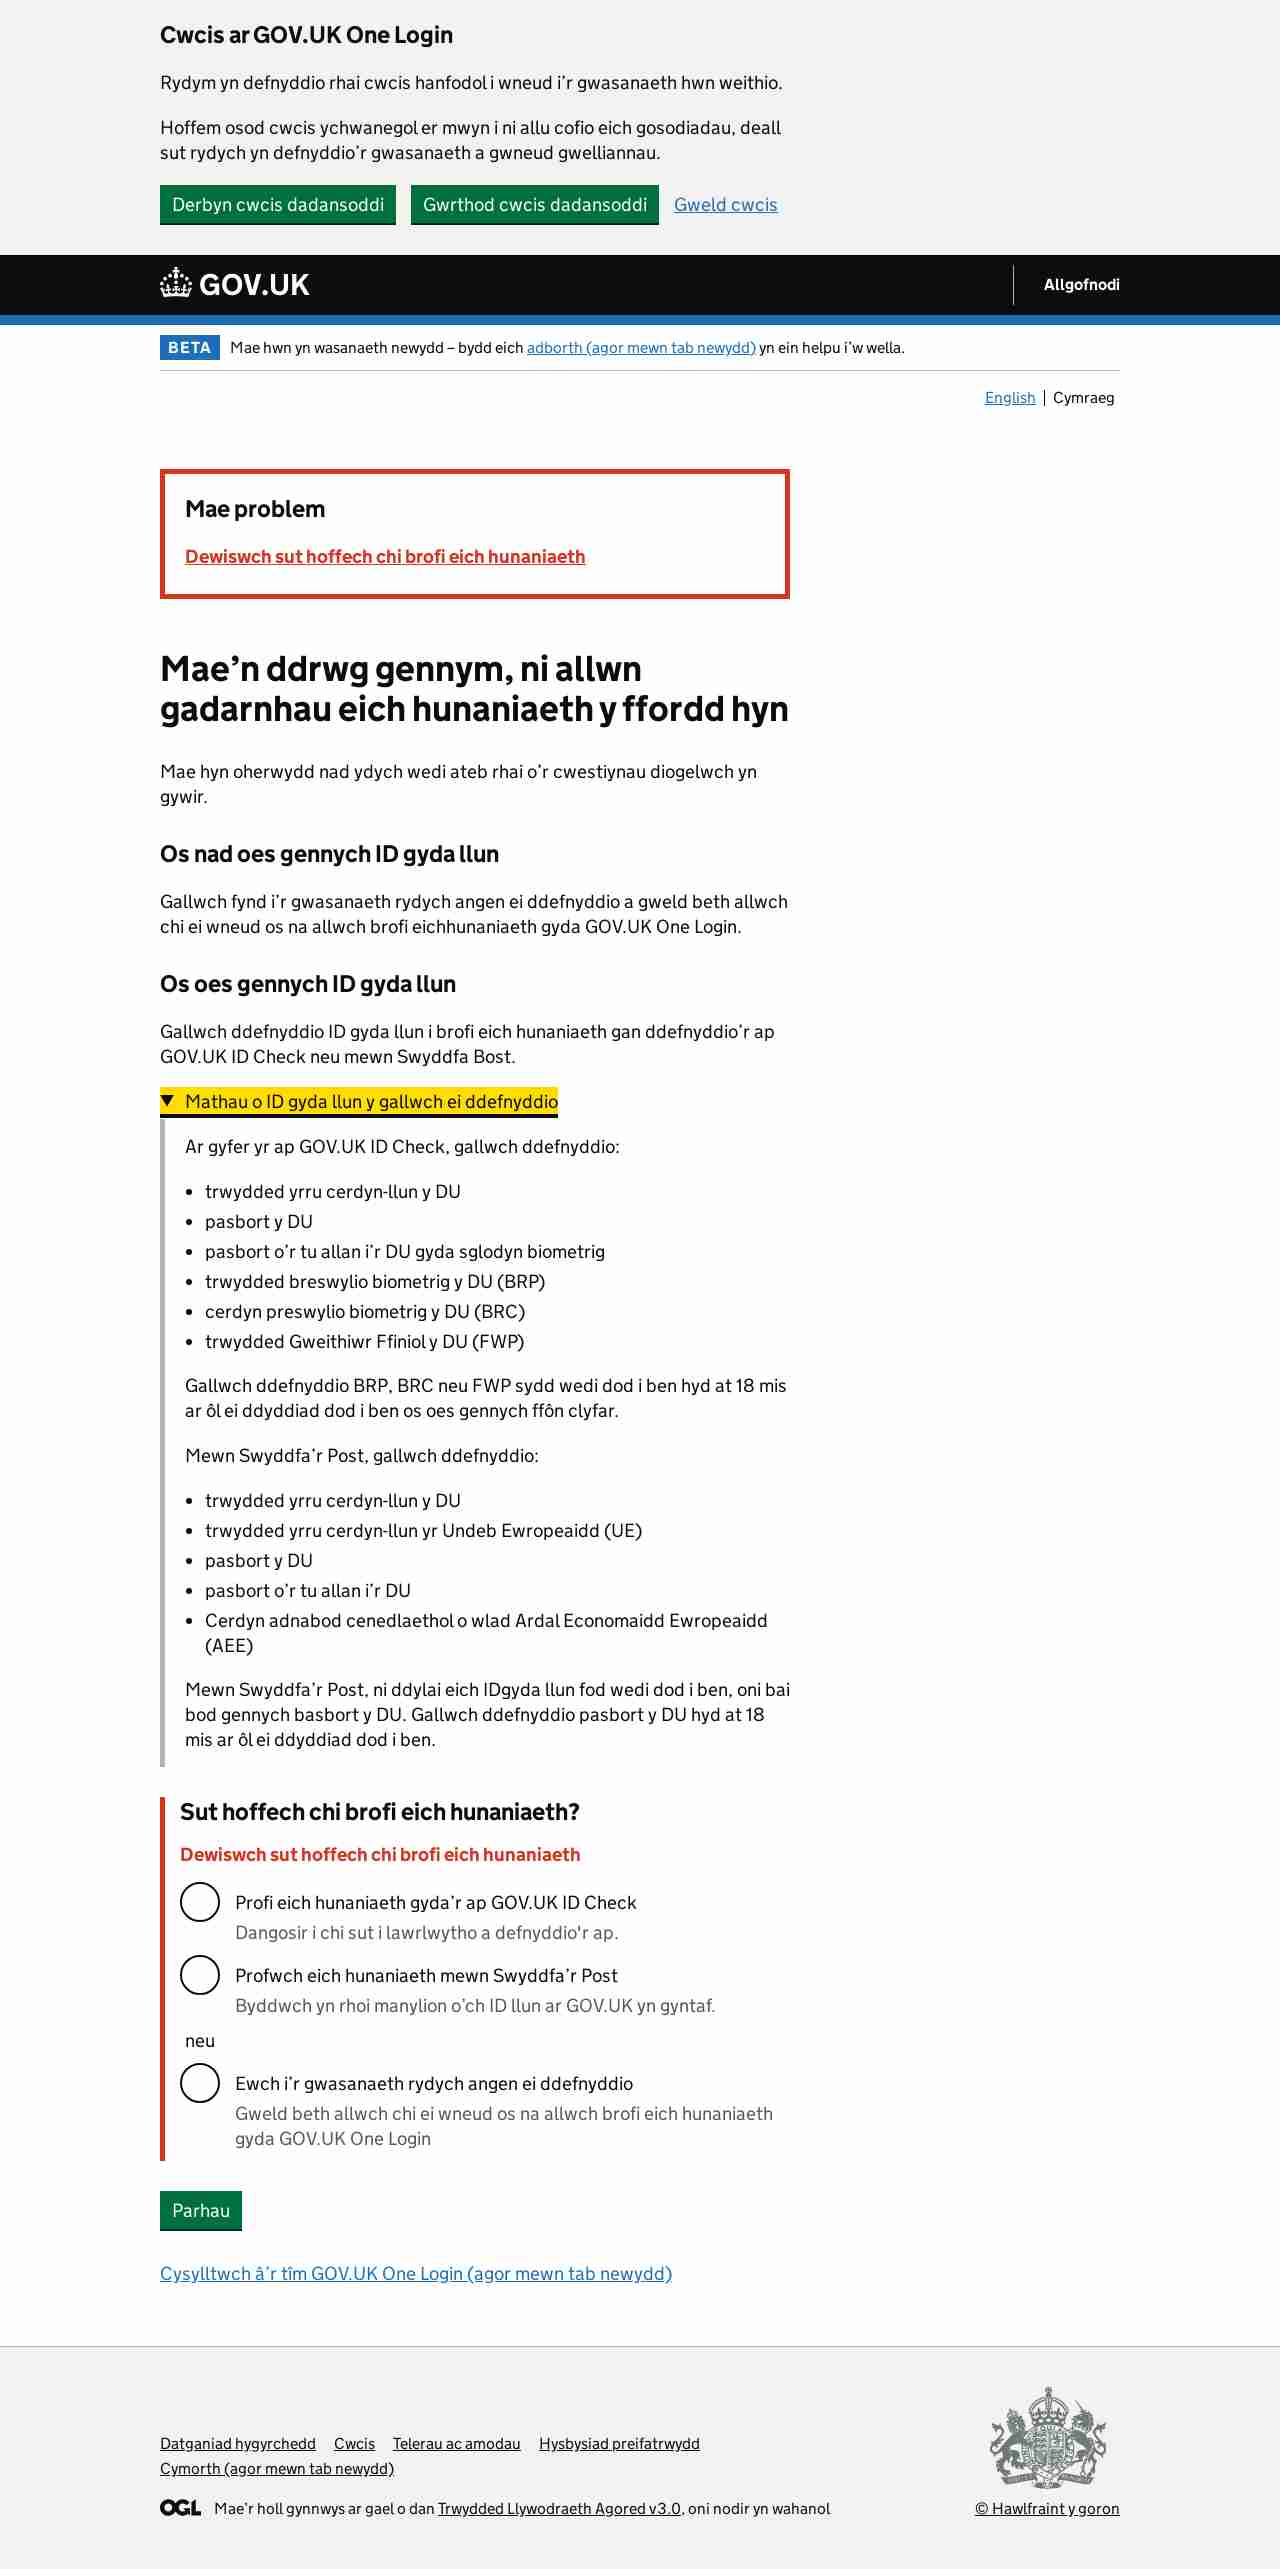 Cwcis ar GOV.UK One Login
Rydym yn defnyddio rhai cwcis hanfodol i wneud i’r gwasanaeth hwn weithio.
Hoffem osod cwcis ychwanegol er mwyn i ni allu cofio eich gosodiadau, deall
sut rydych yn defnyddio’r gwasanaeth a gwneud gwelliannau.
Derbyn cwcis dadansoddi Gwrthod cwcis dadansoddi Gweld cwcis
GOV.UK Allgofnodi
BETA Mae hwn yn wasanaeth newydd – bydd eich adborth (agor mewn tab newydd) yn ein helpu i’w wella.
English Cymraeg
Mae problem
Dewiswch sut hoffech chi brofi eich hunaniaeth
Mae’n ddrwg gennym, ni allwn
gadarnhau eich hunaniaeth y ffordd hyn
Mae hyn oherwydd nad ydych wedi ateb rhai o’r cwestiynau diogelwch yn
gywir.
Os nad oes gennych ID gyda llun
Gallwch fynd i’r gwasanaeth rydych angen ei ddefnyddio a gweld beth allwch
chi ei wneud os na allwch brofi eichhunaniaeth gyda GOV.UK One Login.
Os oes gennych ID gyda llun
Gallwch ddefnyddio ID gyda llun i brofi eich hunaniaeth gan ddefnyddio’r ap
GOV.UK ID Check neu mewn Swyddfa Bost.
Mathau o ID gyda llun y gallwch ei ddefnyddio
Ar gyfer yr ap GOV.UK ID Check, gallwch ddefnyddio:
• trwydded yrru cerdyn-llun y DU
• pasbort y DU
• pasbort o’r tu allan i’r DU gyda sglodyn biometrig
• trwydded breswylio biometrig y DU (BRP)
• cerdyn preswylio biometrig y DU (BRC)
• trwydded Gweithiwr Ffiniol y DU (FWP)
Gallwch ddefnyddio BRP, BRC neu FWP sydd wedi dod i ben hyd at 18 mis
ar ôl ei ddyddiad dod i ben os oes gennych ffôn clyfar.
Mewn Swyddfa’r Post, gallwch ddefnyddio:
• trwydded yrru cerdyn-llun y DU
• trwydded yrru cerdyn-llun yr Undeb Ewropeaidd (UE)
• pasbort y DU
• pasbort o’r tu allan i’r DU
• Cerdyn adnabod cenedlaethol o wlad Ardal Economaidd Ewropeaidd
(AEE)
Mewn Swyddfa’r Post, ni ddylai eich IDgyda llun fod wedi dod i ben, oni bai
bod gennych basbort y DU. Gallwch ddefnyddio pasbort y DU hyd at 18
mis ar ôl ei ddyddiad dod i ben.
Sut hoffech chi brofi eich hunaniaeth?
Dewiswch sut hoffech chi brofi eich hunaniaeth
Profi eich hunaniaeth gyda’r ap GOV.UK ID Check
Dangosir i chi sut i lawrlwytho a defnyddio'r ap.
Profwch eich hunaniaeth mewn Swyddfa’r Post
Byddwch yn rhoi manylion o’ch ID llun ar GOV.UK yn gyntaf.
neu
Ewch i’r gwasanaeth rydych angen ei ddefnyddio
Gweld beth allwch chi ei wneud os na allwch brofi eich hunaniaeth
gyda GOV.UK One Login
Parhau
Cysylltwch â’r tîm GOV.UK One Login (agor mewn tab newydd)
Datganiad hygyrchedd Cwcis Telerau ac amodau Hysbysiad preifatrwydd
Cymorth (agor mewn tab newydd)
OGL Mae’r holl gynnwys ar gael o dan Trwydded Llywodraeth Agored v3.0, oni nodir yn wahanol
© Hawlfraint y goron